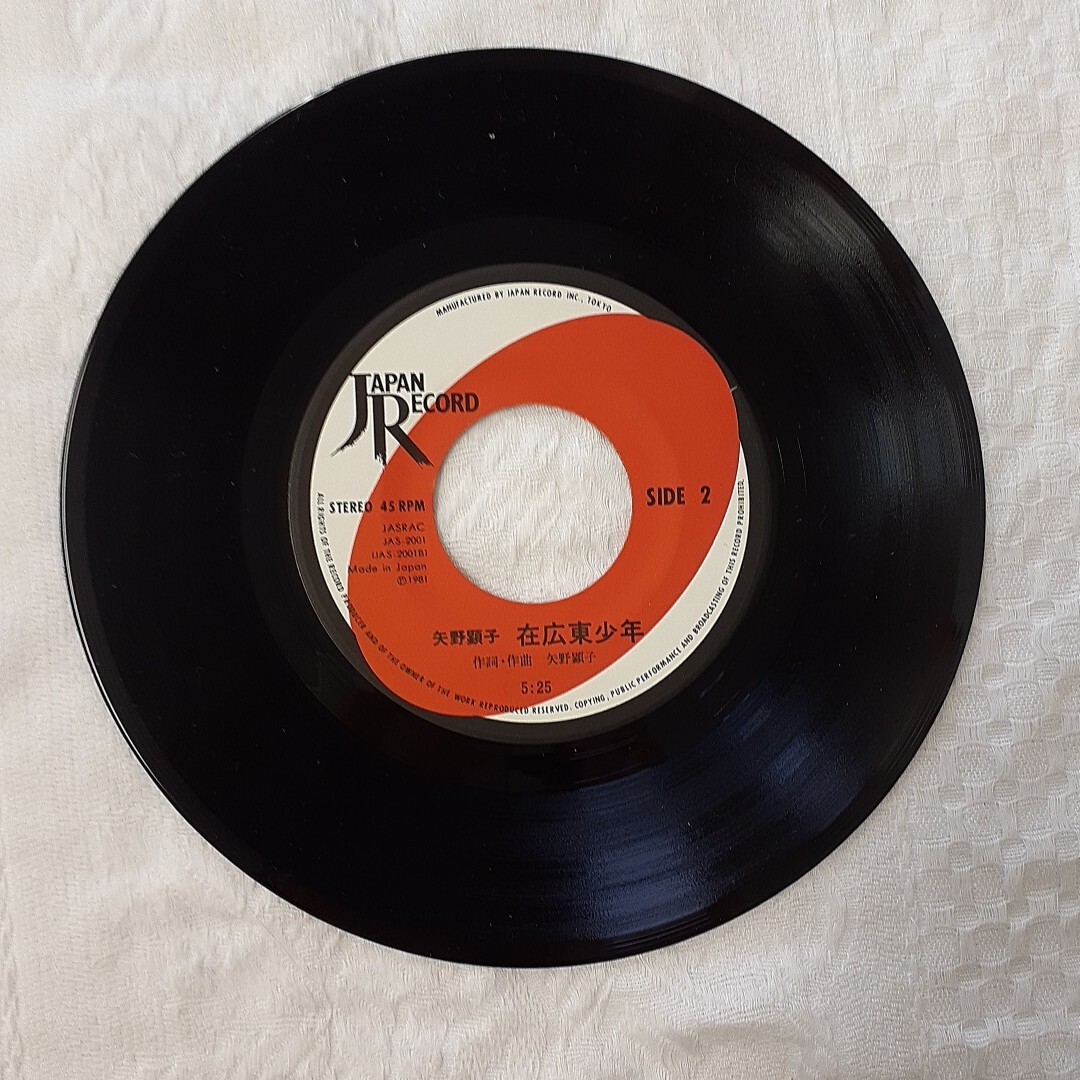 MANUFACTURED BY JAPAN RECORD INC., TOKYO
JAPAN
RECORD
STEREO 45 RPM
SIDE 2
JASRAC
JAS-2001
(JAS-2001B)
Made in Japan
©1981
矢野顕子 在広東少年
作詞・作曲 矢野顕子
5:25
ALL RIGHTS OF THE RECORD PRODUCER AND OF THE OWNER OF THE WORK REPRODUCED RESERVED. COPYING, PUBLIC PERFORMANCE AND BROADCASTING OF THIS RECORD PROHIBITED.